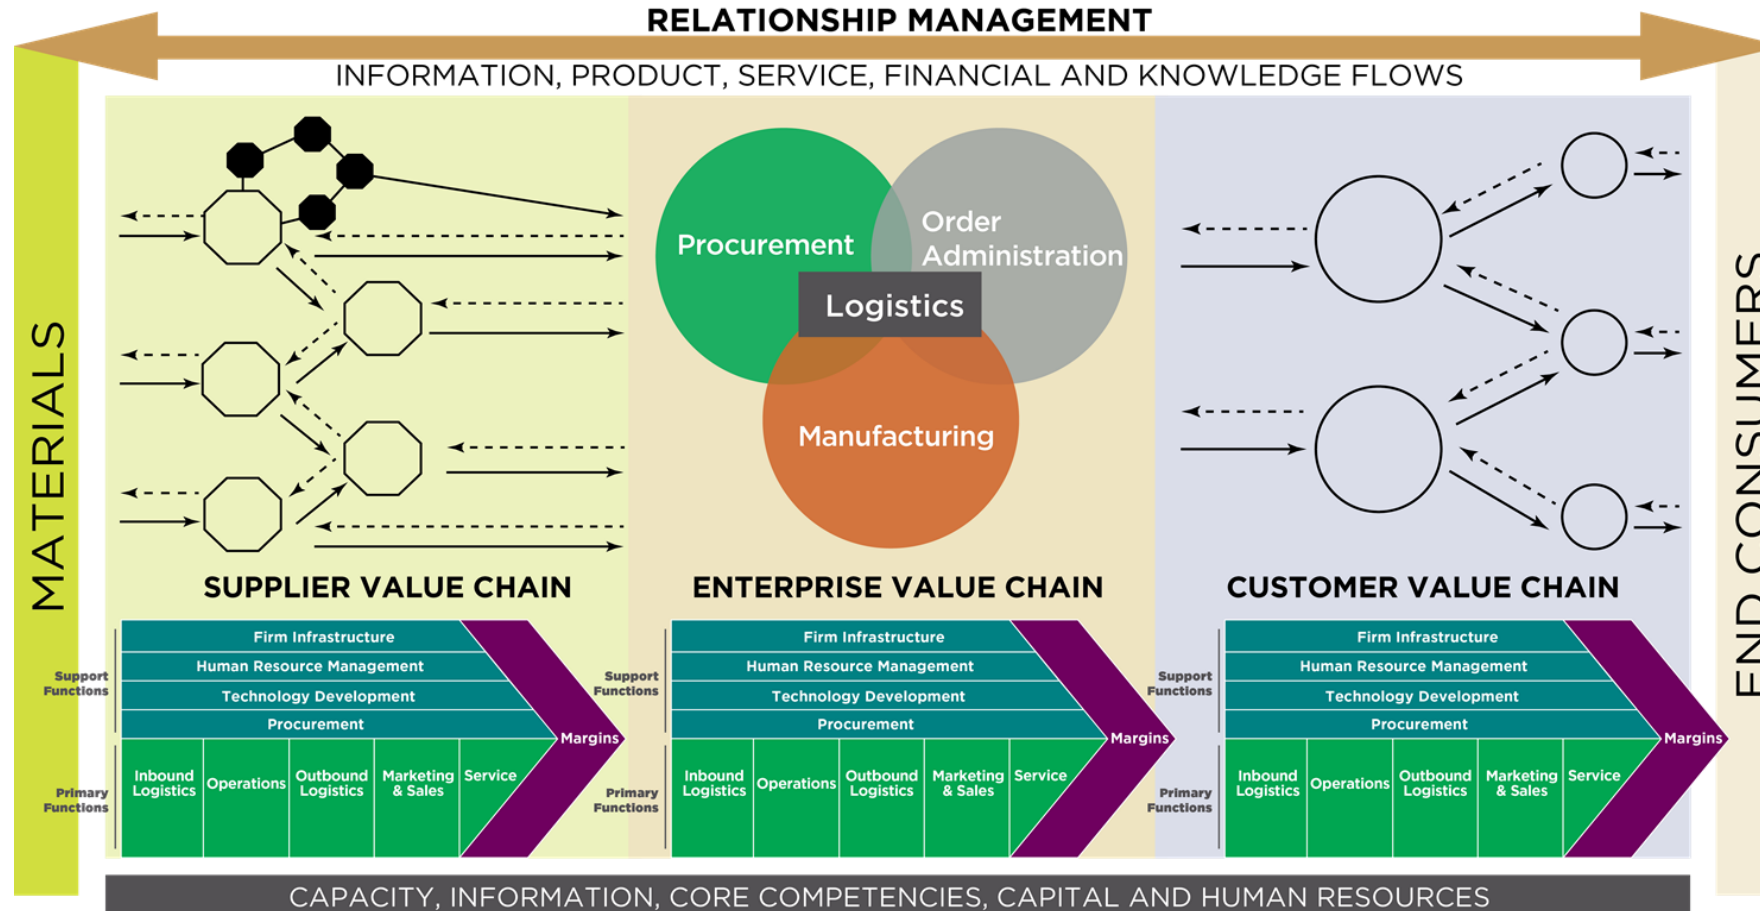 RELATIONSHIP MANAGEMENT
INFORMATION, PRODUCT, SERVICE, FINANCIAL AND KNOWLEDGE FLOWS
MATERIALS
Procurement
Order
Administration
Logistics
Manufacturing
END CONSUMERS
SUPPLIER VALUE CHAIN
ENTERPRISE VALUE CHAIN
CUSTOMER VALUE CHAIN
Support
Functions
Firm Infrastructure
Human Resource Management
Technology Development
Procurement
Margins
Primary
Functions
Inbound
Logistics
Operations
Outbound
Logistics
Marketing
& Sales
Service
Support
Functions
Firm Infrastructure
Human Resource Management
Technology Development
Procurement
Margins
Primary
Functions
Inbound
Logistics
Operations
Outbound
Logistics
Marketing
& Sales
Service
Support
Functions
Firm Infrastructure
Human Resource Management
Technology Development
Procurement
Margins
Primary
Functions
Inbound
Logistics
Operations
Outbound
Logistics
Marketing
& Sales
Service
CAPACITY, INFORMATION, CORE COMPETENCIES, CAPITAL AND HUMAN RESOURCES